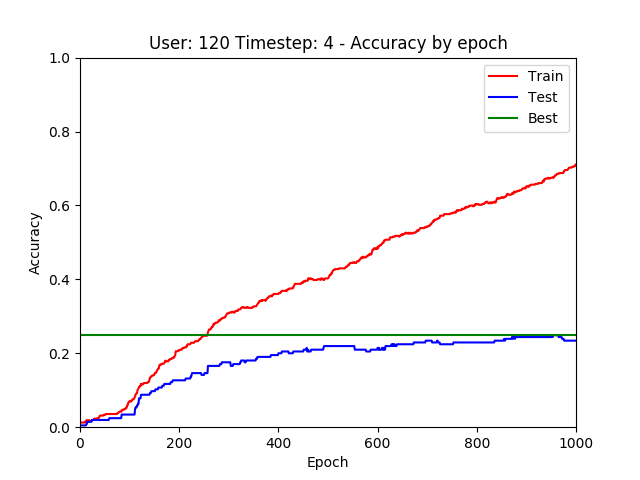 User: 120 Timestep: 4 - Accuracy by epoch
1.0
0.8
0.6
0.4
0.2
0.0
Accuracy
Train
Test
Best
0 200 400 600 800 1000
Epoch